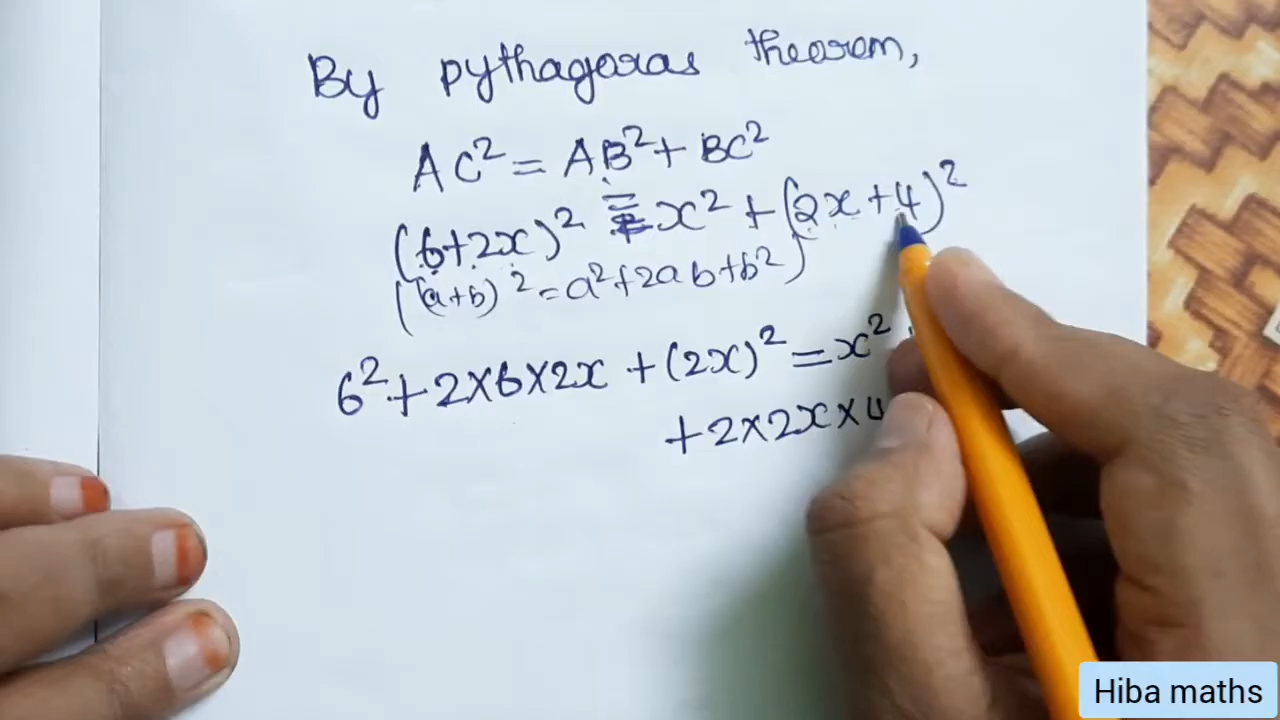 By pythagoras theorem,
AC² = AB² + BC²
(6+2x)² = x² + (2x+4)²
((a+b)² = a²+2ab+b²)
6² + 2×6×2x + (2x)² = x²
+ 2×2x×4
Hiba maths